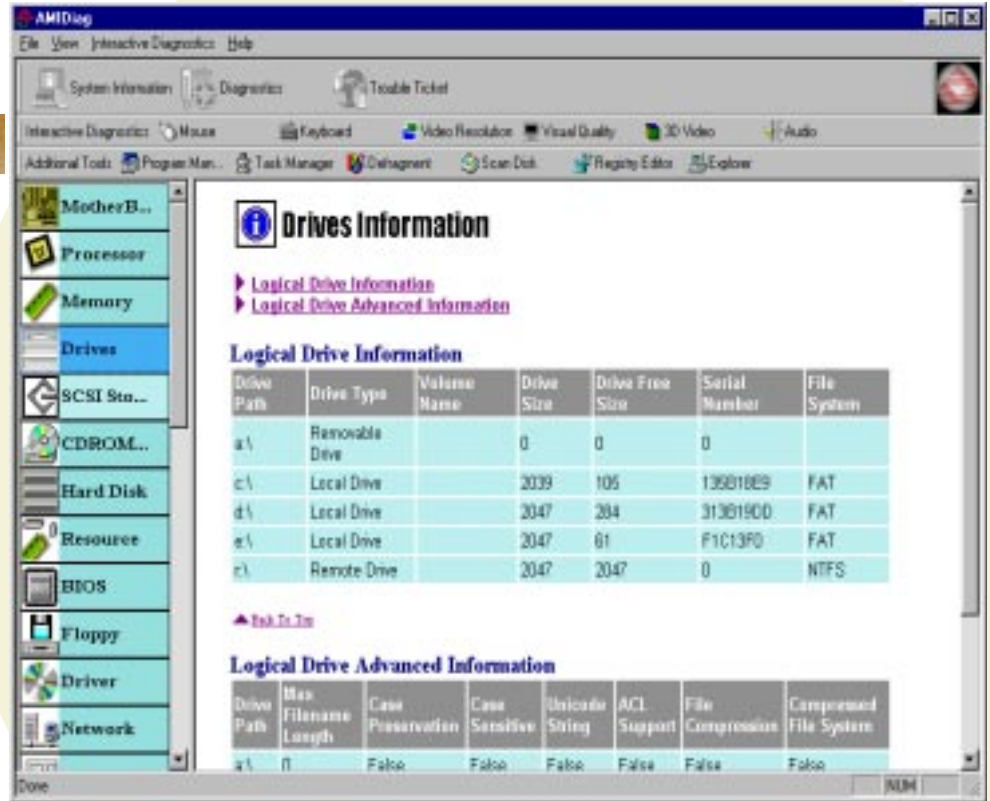 AMIDiag
File View Interactive Diagnostics Help
System Information Diagnostics Trouble Ticket
Interactive Diagnostics: Mouse Keyboard Video Resolution Visual Quality 3D Video Audio
Additional Tools: Program Man... Task Manager Defragment Scan Disk Registry Editor Explorer
MotherB...
Processor
Memory
Drives
SCSI Sta...
CDROM...
Hard Disk
Resource
BIOS
Floppy
Driver
Network
Drives Information
Logical Drive Information
Logical Drive Advanced Information
Logical Drive Information
Drive Path Drive Type Volume Name Drive Size Drive Free Size Serial Number File System
a:\ Removable Drive 0 0 0
c:\ Local Drive 2039 105 FAT
d:\ Local Drive 2047 284 FAT
e:\ Local Drive 2047 61 F1C13F0 FAT
Remote Drive 2047 2047 0 NTFS
Back To Top
Logical Drive Advanced Information
Drive Path Max Filename Length Case Preservation Case Sensitive Unicode String ACL Support File Compression Compressed File System
a:\ 0 False False False False False False
Done NUM